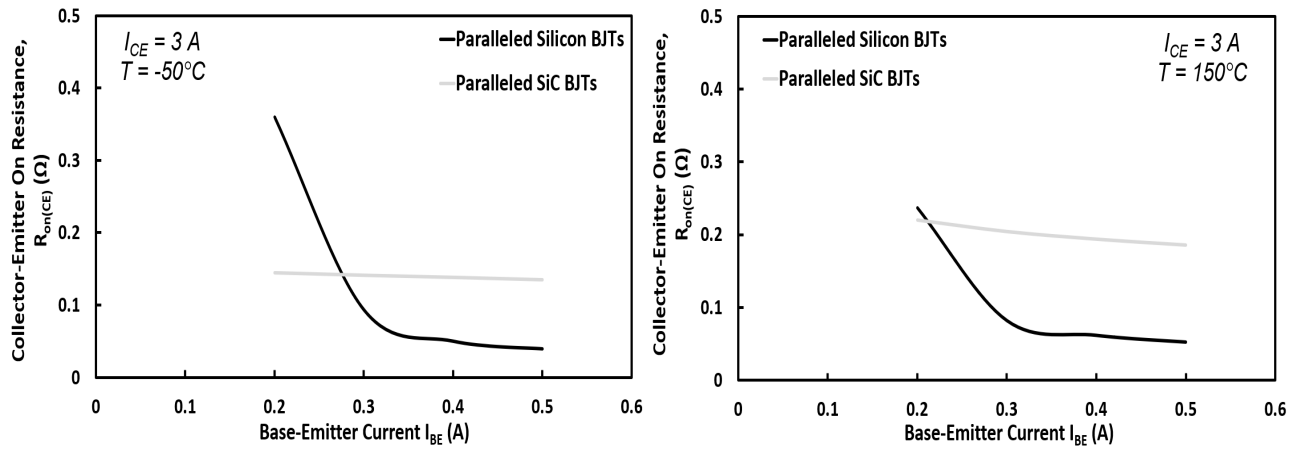 Collector-Emitter On Resistance,
R_on(CE) (Ω)
0.5
0.4
0.3
0.2
0.1
0
I_CE = 3 A
T = -50°C
Paralleled Silicon BJTs
Paralleled SiC BJTs
0 0.1 0.2 0.3 0.4 0.5 0.6
Base-Emitter Current I_BE (A)
Collector-Emitter On Resistance,
R_on(CE) (Ω)
0.5
0.4
0.3
0.2
0.1
0
Paralleled Silicon BJTs
Paralleled SiC BJTs
I_CE = 3 A
T = 150°C
0 0.1 0.2 0.3 0.4 0.5 0.6
Base-Emitter Current I_BE (A)